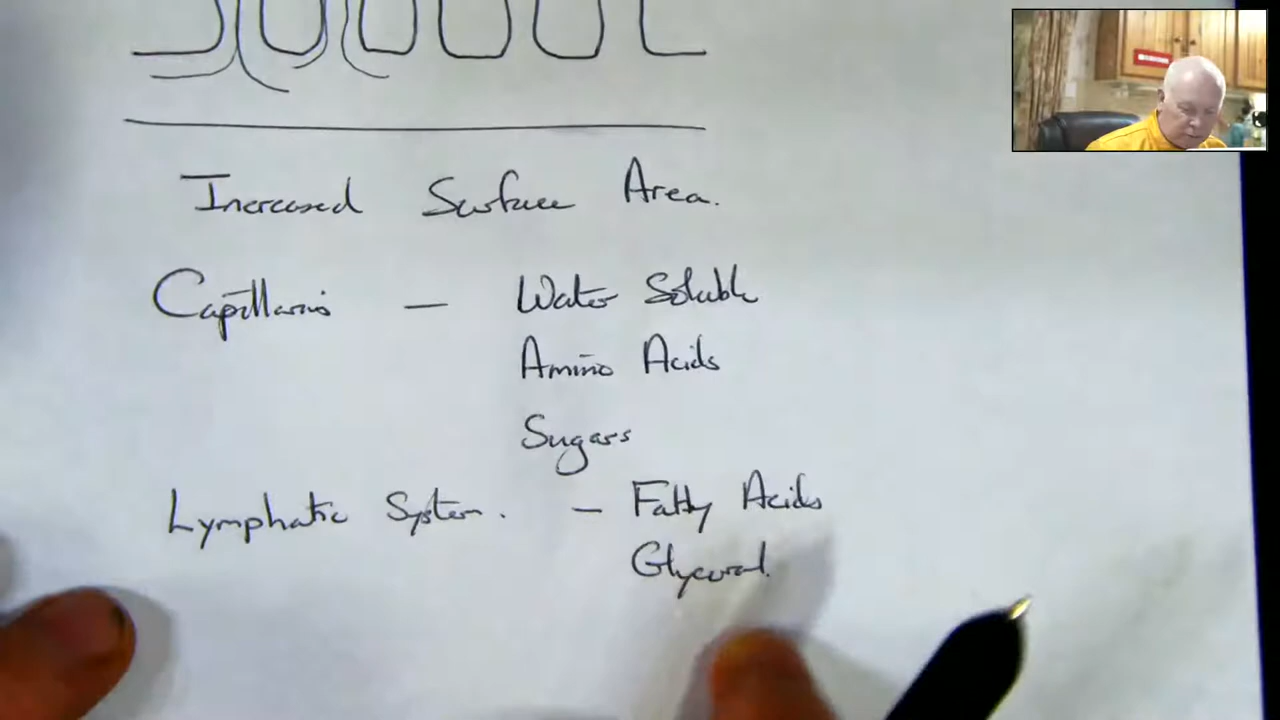 Increased Surface Area.
Capillaries — Water Soluble
Amino Acids
Sugars
Lymphatic System. — Fatty Acids
Glycerol.